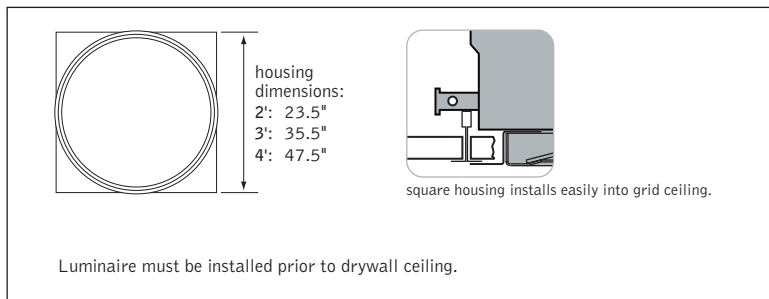 housing
dimensions:
2': 23.5"
3': 35.5"
4': 47.5"
square housing installs easily into grid ceiling.
Luminaire must be installed prior to drywall ceiling.